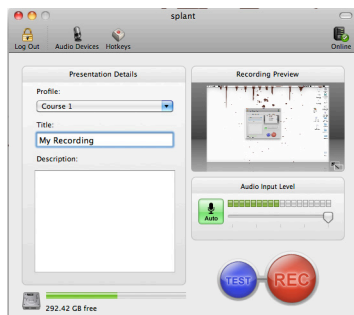 splant
Log Out Audio Devices Hotkeys Online
Presentation Details
Profile:
Course 1
Title:
My Recording
Description:
292.42 GB free
Recording Preview
Audio Input Level
Auto
TEST REC